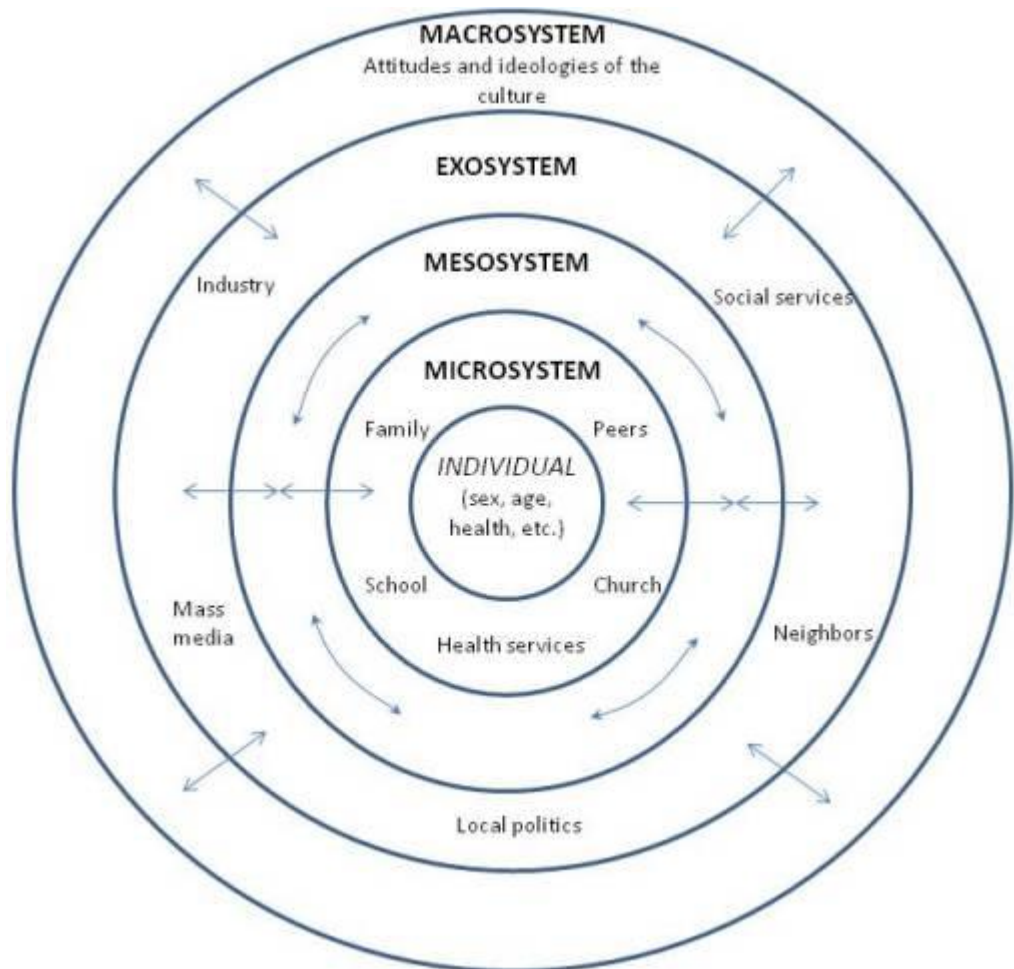 MACROSYSTEM
Attitudes and ideologies of the
culture
EXOSYSTEM
MESOSYSTEM
Industry
Social services
MICROSYSTEM
Family
Peers
INDIVIDUAL
(sex, age,
health, etc.)
School
Church
Mass
media
Health services
Neighbors
Local politics